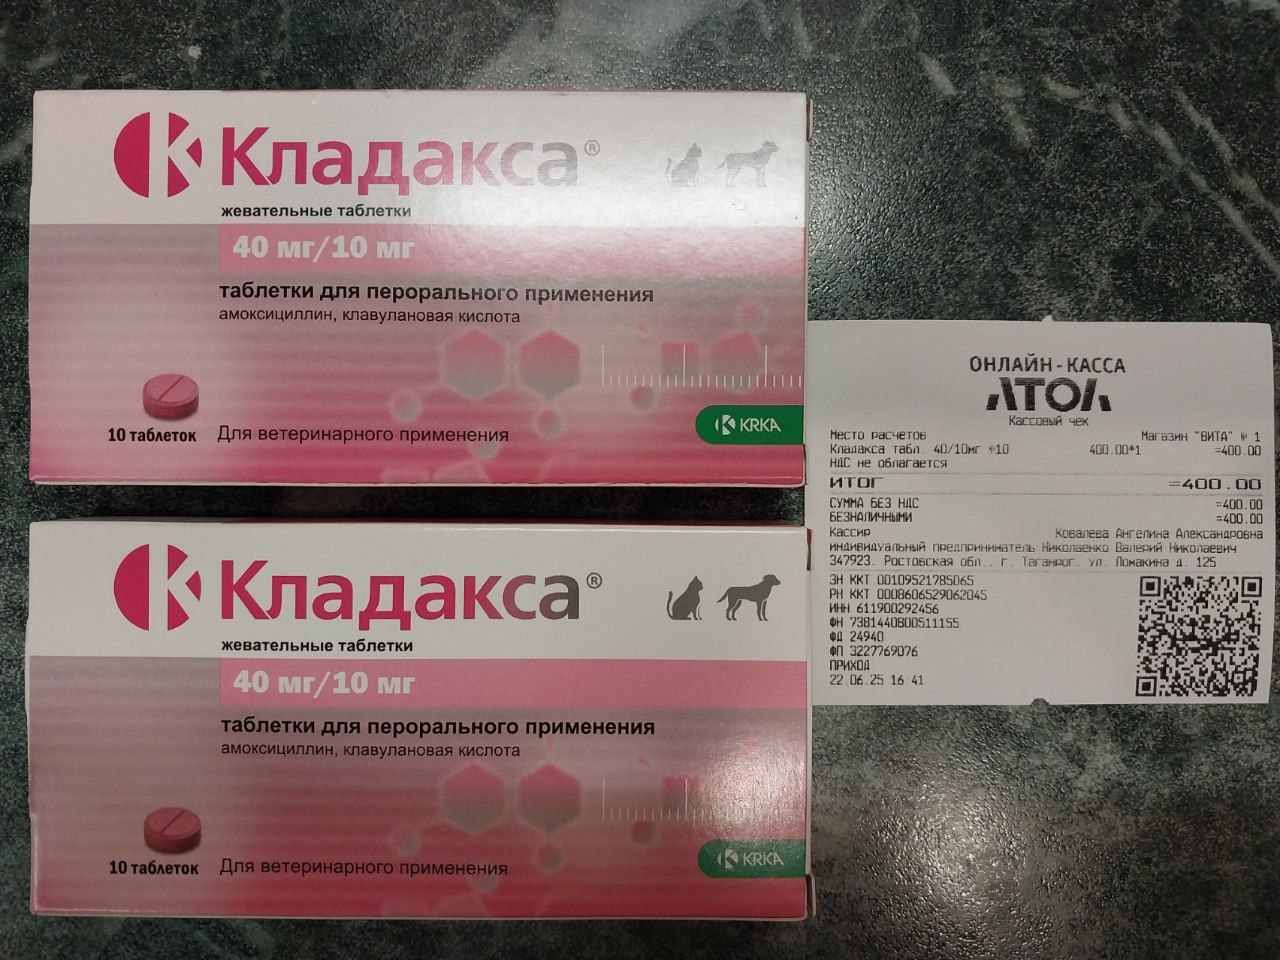 Кладакса®
жевательные таблетки
40 мг/10 мг
таблетки для перорального применения
амоксициллин, клавулановая кислота
10 таблеток
Для ветеринарного применения
KRKA
Кладакса®
жевательные таблетки
40 мг/10 мг
таблетки для перорального применения
амоксициллин, клавулановая кислота
10 таблеток
Для ветеринарного применения
KRKA
ОНЛАЙН-КАССА
АТОЛ
Кассовый чек
Место расчетов Магазин "ВИТА" № 1
Кладакса табл. 40/10мг №10 400.00*1 =400.00
НДС не облагается
ИТОГ =400.00
СУММА БЕЗ НДС =400.00
БЕЗНАЛИЧНЫМИ =400.00
Кассир Ковалева Ангелина Александровна
индивидуальный предприниматель Николаенко Валерий Николаевич
347923, Ростовская обл., г. Таганрог, ул. Ломакина д. 125
ЗН ККТ 00109521785065
РН ККТ 0008606529062045
ИНН 611900292456
ФН 7381440800511155
ФД 24940
ФП 3227769076
ПРИХОД
22.06.25 16:41